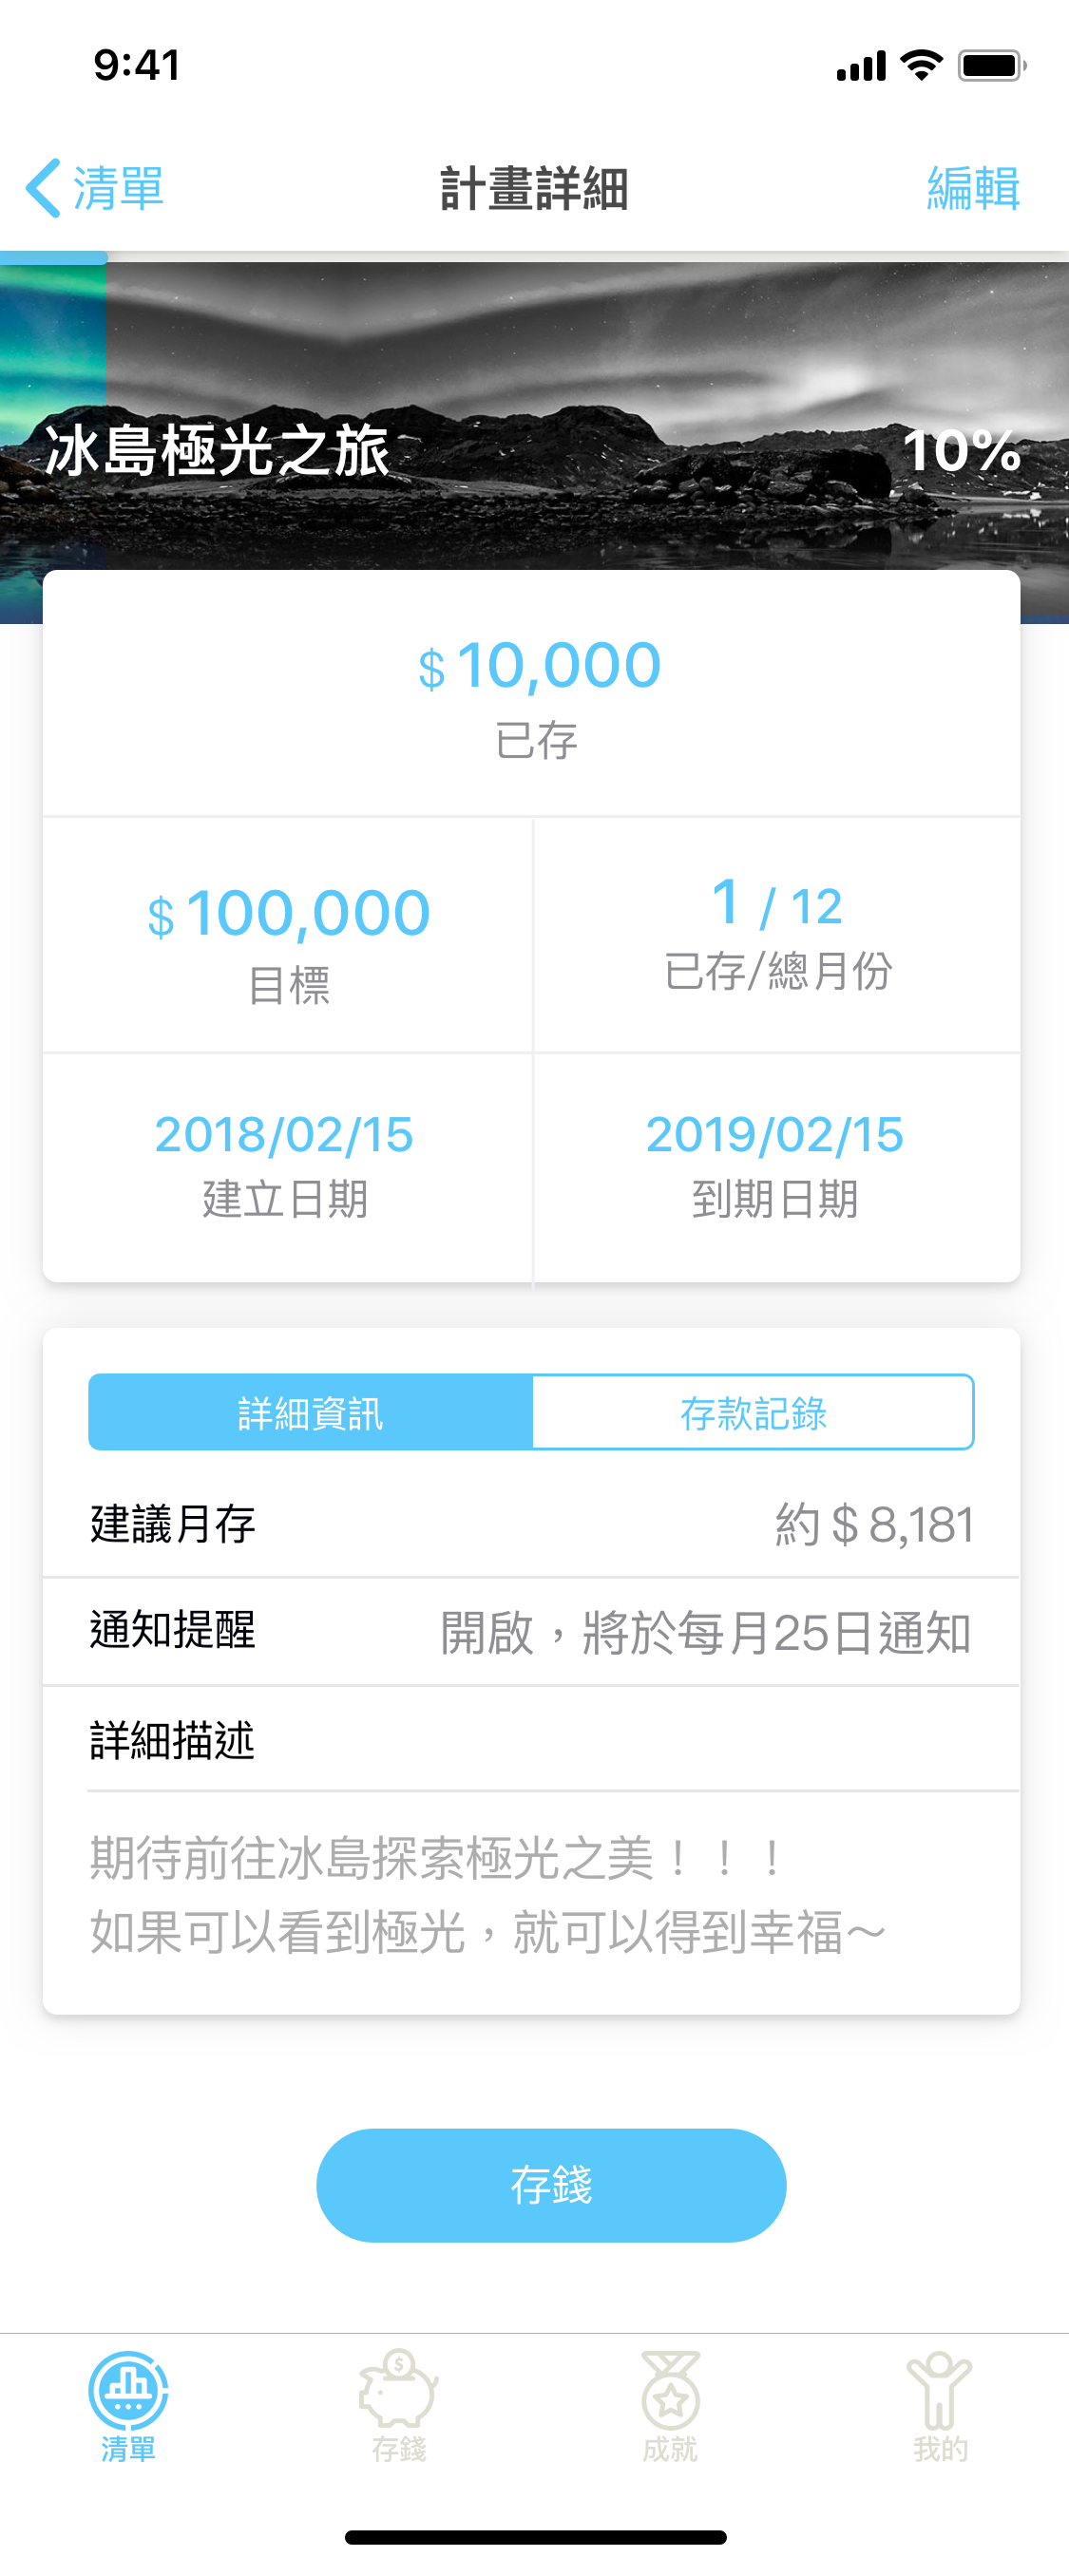 9:41
清單
計畫詳細
編輯
冰島極光之旅
10%
$ 10,000
已存
$ 100,000
目標
1 / 12
已存/總月份
2018/02/15
建立日期
2019/02/15
到期日期
詳細資訊
存款記錄
建議月存
約 $ 8,181
通知提醒
開啟，將於每月25日通知
詳細描述
期待前往冰島探索極光之美！！！
如果可以看到極光，就可以得到幸福～
存錢
清單
$
存錢
成就
我的